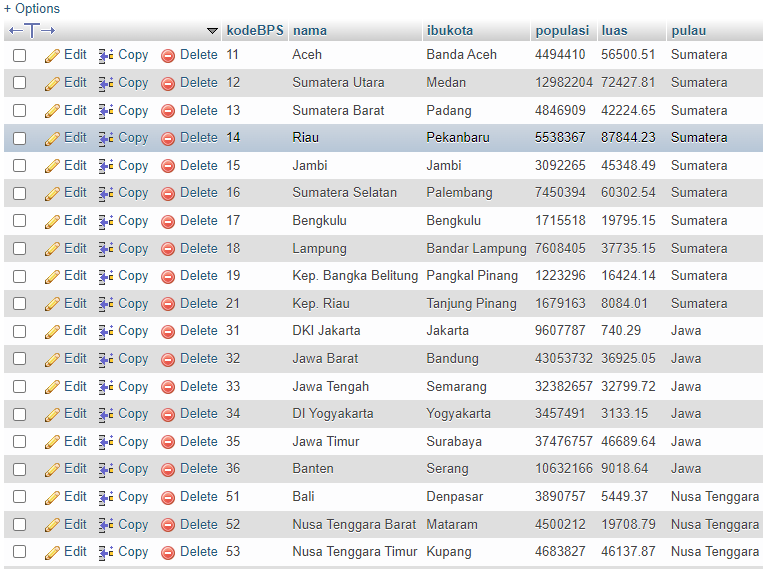 + Options
←T→ kodeBPS nama ibukota populasi luas pulau
Edit Copy Delete 11 Aceh Banda Aceh 4494410 56500.51 Sumatera
Edit Copy Delete 12 Sumatera Utara Medan 12982204 72427.81 Sumatera
Edit Copy Delete 13 Sumatera Barat Padang 4846909 42224.65 Sumatera
Edit Copy Delete 14 Riau Pekanbaru 5538367 87844.23 Sumatera
Edit Copy Delete 15 Jambi Jambi 3092265 45348.49 Sumatera
Edit Copy Delete 16 Sumatera Selatan Palembang 7450394 60302.54 Sumatera
Edit Copy Delete 17 Bengkulu Bengkulu 1715518 19795.15 Sumatera
Edit Copy Delete 18 Lampung Bandar Lampung 7608405 37735.15 Sumatera
Edit Copy Delete 19 Kep. Bangka Belitung Pangkal Pinang 1223296 16424.14 Sumatera
Edit Copy Delete 21 Kep. Riau Tanjung Pinang 1679163 8084.01 Sumatera
Edit Copy Delete 31 DKI Jakarta Jakarta 9607787 740.29 Jawa
Edit Copy Delete 32 Jawa Barat Bandung 43053732 36925.05 Jawa
Edit Copy Delete 33 Jawa Tengah Semarang 32382657 32799.72 Jawa
Edit Copy Delete 34 DI Yogyakarta Yogyakarta 3457491 3133.15 Jawa
Edit Copy Delete 35 Jawa Timur Surabaya 37476757 46689.64 Jawa
Edit Copy Delete 36 Banten Serang 10632166 9018.64 Jawa
Edit Copy Delete 51 Bali Denpasar 3890757 5449.37 Nusa Tenggara
Edit Copy Delete 52 Nusa Tenggara Barat Mataram 4500212 19708.79 Nusa Tenggara
Edit Copy Delete 53 Nusa Tenggara Timur Kupang 4683827 46137.87 Nusa Tenggara